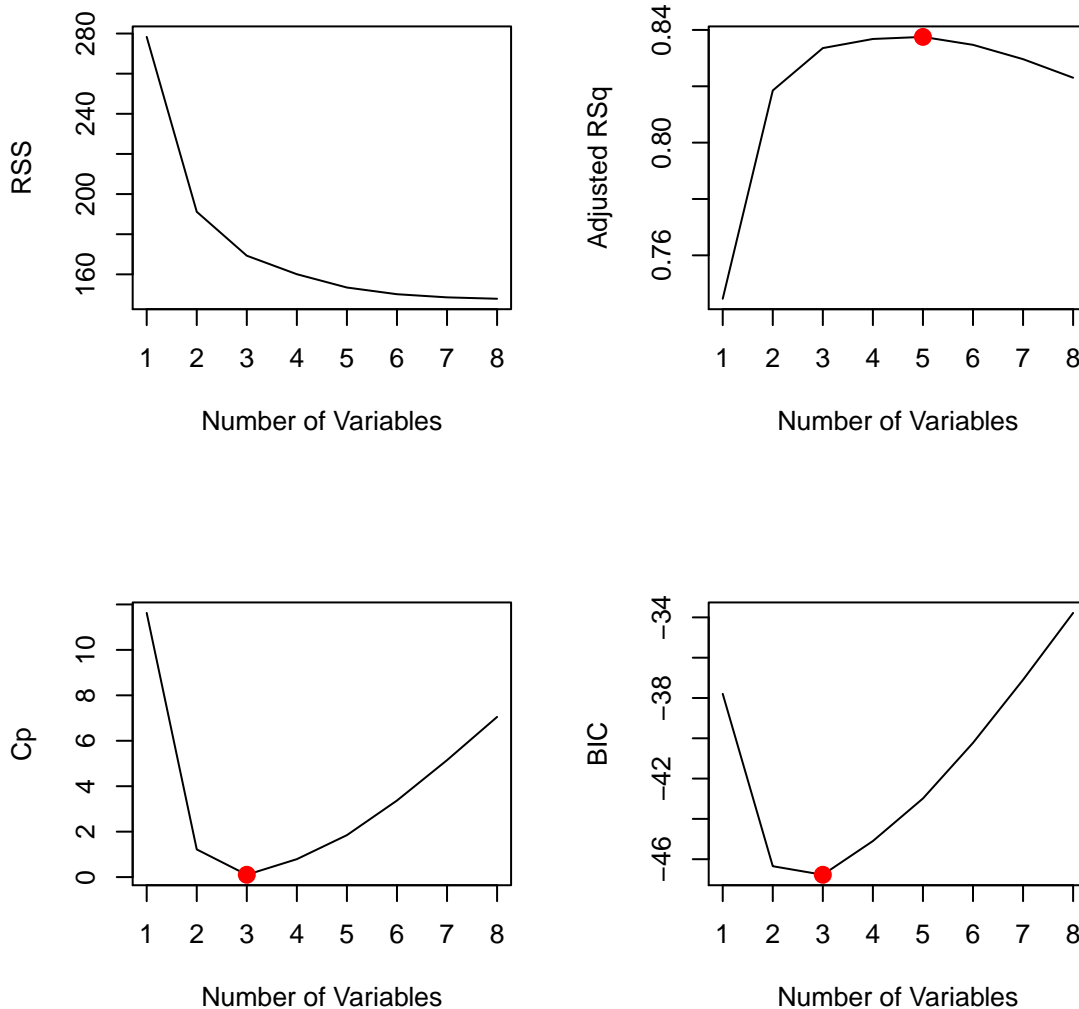 RSS
160 200 240 280
1 2 3 4 5 6 7 8
Number of Variables
Adjusted RSq
0.76 0.80 0.84
1 2 3 4 5 6 7 8
Number of Variables
Cp
0 2 4 6 8 10
1 2 3 4 5 6 7 8
Number of Variables
BIC
−46 −42 −38 −34
1 2 3 4 5 6 7 8
Number of Variables